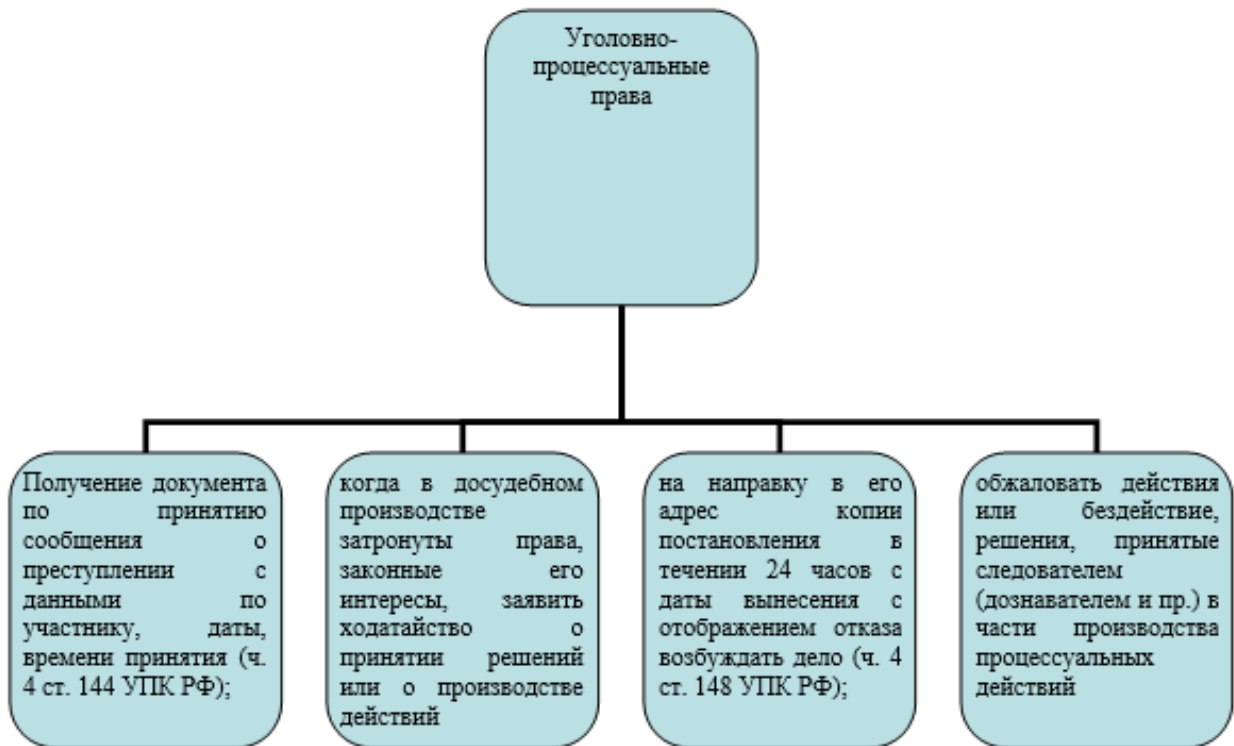 Уголовно-
процессуальные
права
Получение документа
по принятию
сообщения о
преступлении с
данными по
участнику, даты,
времени принятия (ч.
4 ст. 144 УПК РФ);
когда в досудебном
производстве
затронуты права,
законные его
интересы, заявить
ходатайство о
принятии решений
или о производстве
действий
на направку в его
адрес копии
постановления в
течении 24 часов с
даты вынесения с
отображением отказа
возбуждать дело (ч. 4
ст. 148 УПК РФ);
обжаловать действия
или бездействие,
решения, принятые
следователем
(дознавателем и пр.) в
части производства
процессуальных
действий